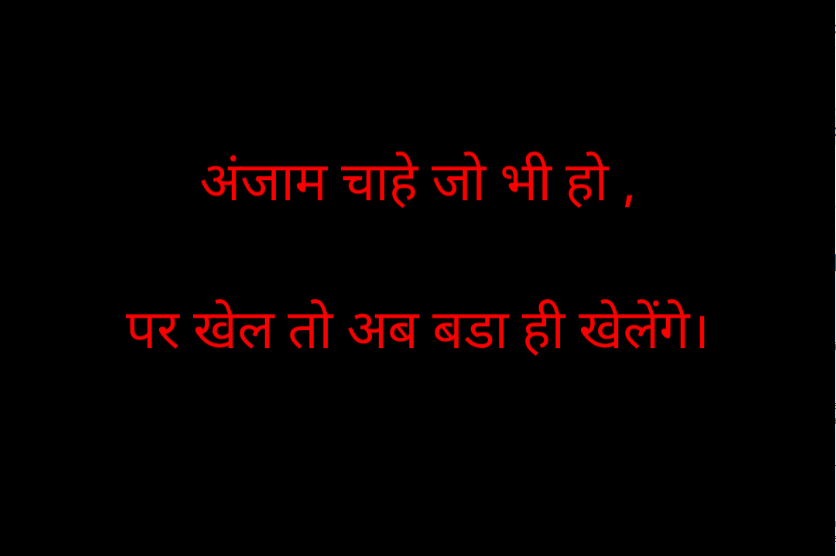 अंजाम चाहे जो भी हो ,
पर खेल तो अब बडा ही खेलेंगे।